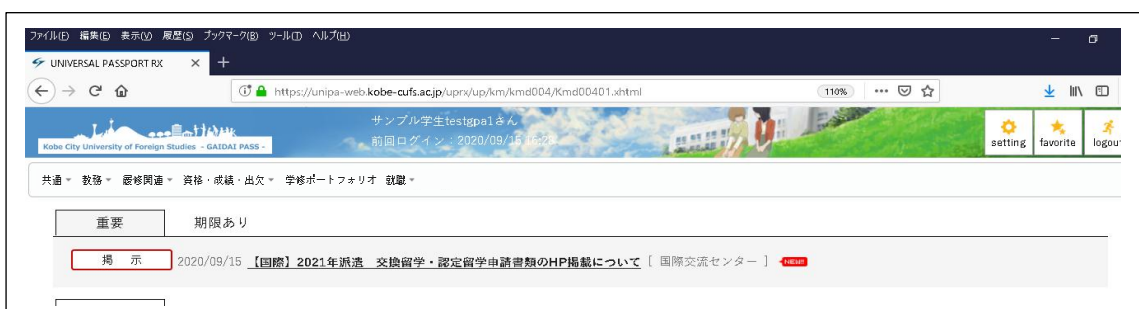 ファイル(F) 編集(E) 表示(V) 履歴(S) ブックマーク(B) ツール(T) ヘルプ(H)
UNIVERSAL PASSPORT RX
https://unipa-web.kobe-cufs.ac.jp/uprx/up/km/kmd004/Kmd00401.xhtml 110%
サンプル学生testgpa1さん
Kobe City University of Foreign Studies - GAIDAI PASS -
前回ログイン : 2020/09/15
setting favorite logout
共通 教務 履修関連 資格・成績・出欠 学修ポートフォリオ 就職
重要 期限あり
掲 示 2020/09/15 【国際】2021年派遣 交換留学・認定留学申請書類のHP掲載について [ 国際交流センター ] NEW!